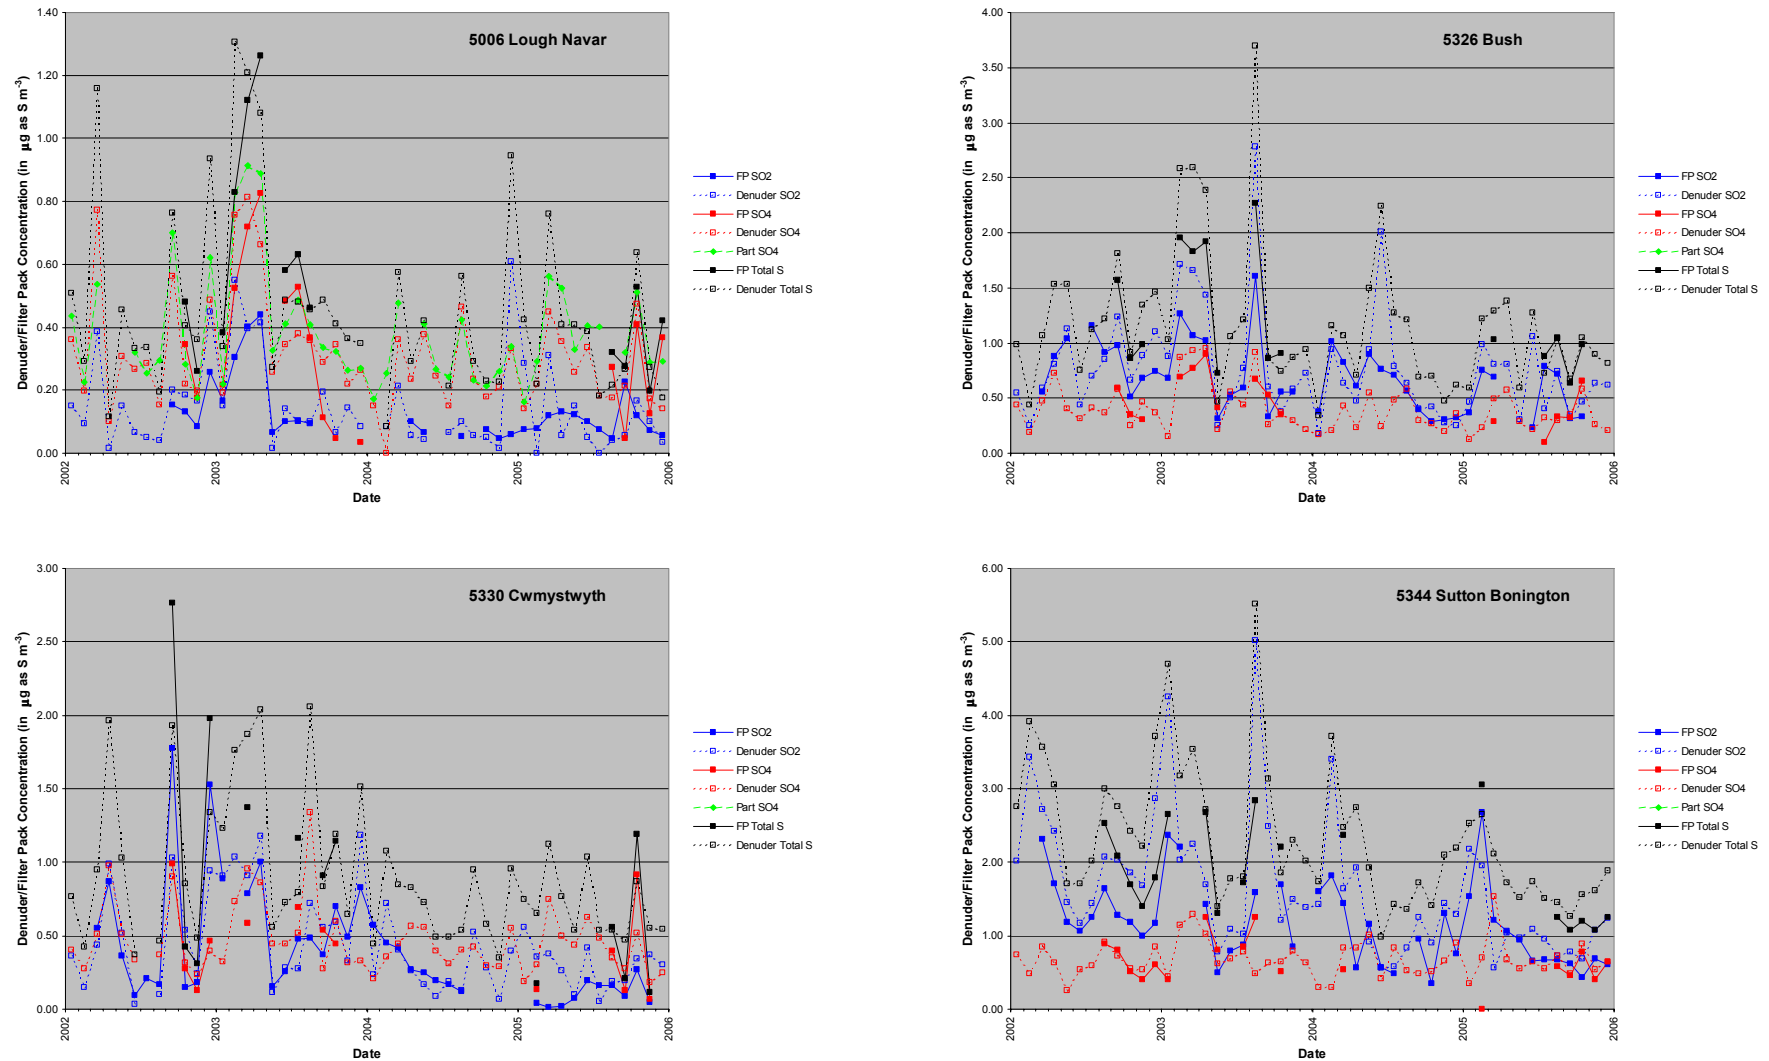 5006 Lough Navar
Denuder/Filter Pack Concentration (in µg as S m-3)
1.40
1.20
1.00
0.80
0.60
0.40
0.20
0.00
2002
2003
2004
2005
2006
Date
FP SO2
Denuder SO2
FP SO4
Denuder SO4
Part SO4
FP Total S
Denuder Total S
5326 Bush
Denuder/Filter Pack Concentration (in µg as S m-3)
4.00
3.50
3.00
2.50
2.00
1.50
1.00
0.50
0.00
2002
2003
2004
2005
2006
Date
FP SO2
Denuder SO2
FP SO4
Denuder SO4
Part SO4
FP Total S
Denuder Total S
5330 Cwmystwyth
Denuder/Filter Pack Concentration (in µg as S m-3)
3.00
2.50
2.00
1.50
1.00
0.50
0.00
2002
2003
2004
2005
2006
Date
FP SO2
Denuder SO2
FP SO4
Denuder SO4
Part SO4
FP Total S
Denuder Total S
5344 Sutton Bonington
Denuder/Filter Pack Concentration (in µg as S m-3)
6.00
5.00
4.00
3.00
2.00
1.00
0.00
2002
2003
2004
2005
2006
Date
FP SO2
Denuder SO2
FP SO4
Denuder SO4
Part SO4
FP Total S
Denuder Total S